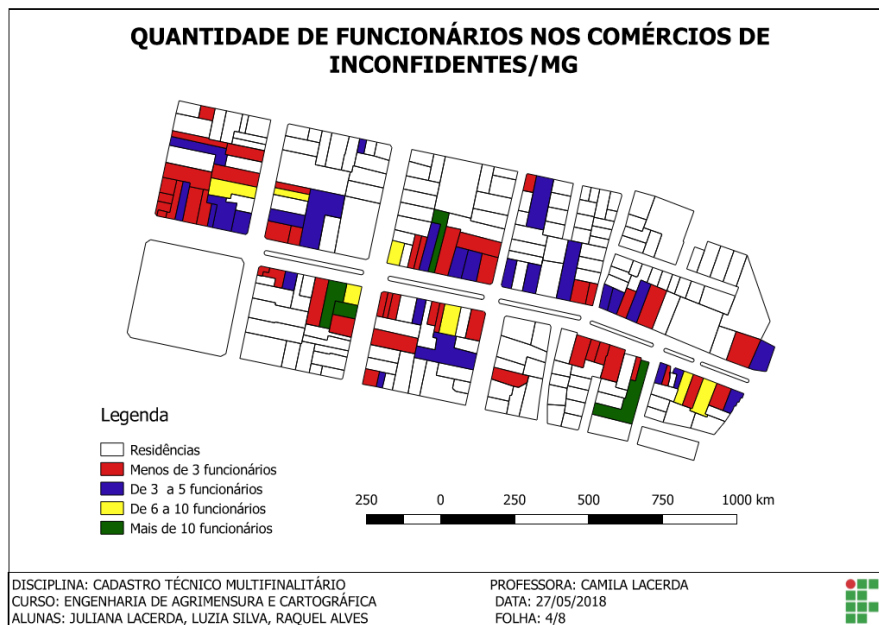 QUANTIDADE DE FUNCIONÁRIOS NOS COMÉRCIOS DE
INCONFIDENTES/MG
Legenda
Residências
Menos de 3 funcionários
De 3 a 5 funcionários
De 6 a 10 funcionários
Mais de 10 funcionários
250 0 250 500 750 1000 km
DISCIPLINA: CADASTRO TÉCNICO MULTIFINALITÁRIO
CURSO: ENGENHARIA DE AGRIMENSURA E CARTOGRÁFICA
ALUNAS: JULIANA LACERDA, LUZIA SILVA, RAQUEL ALVES
PROFESSORA: CAMILA LACERDA
DATA: 27/05/2018
FOLHA: 4/8